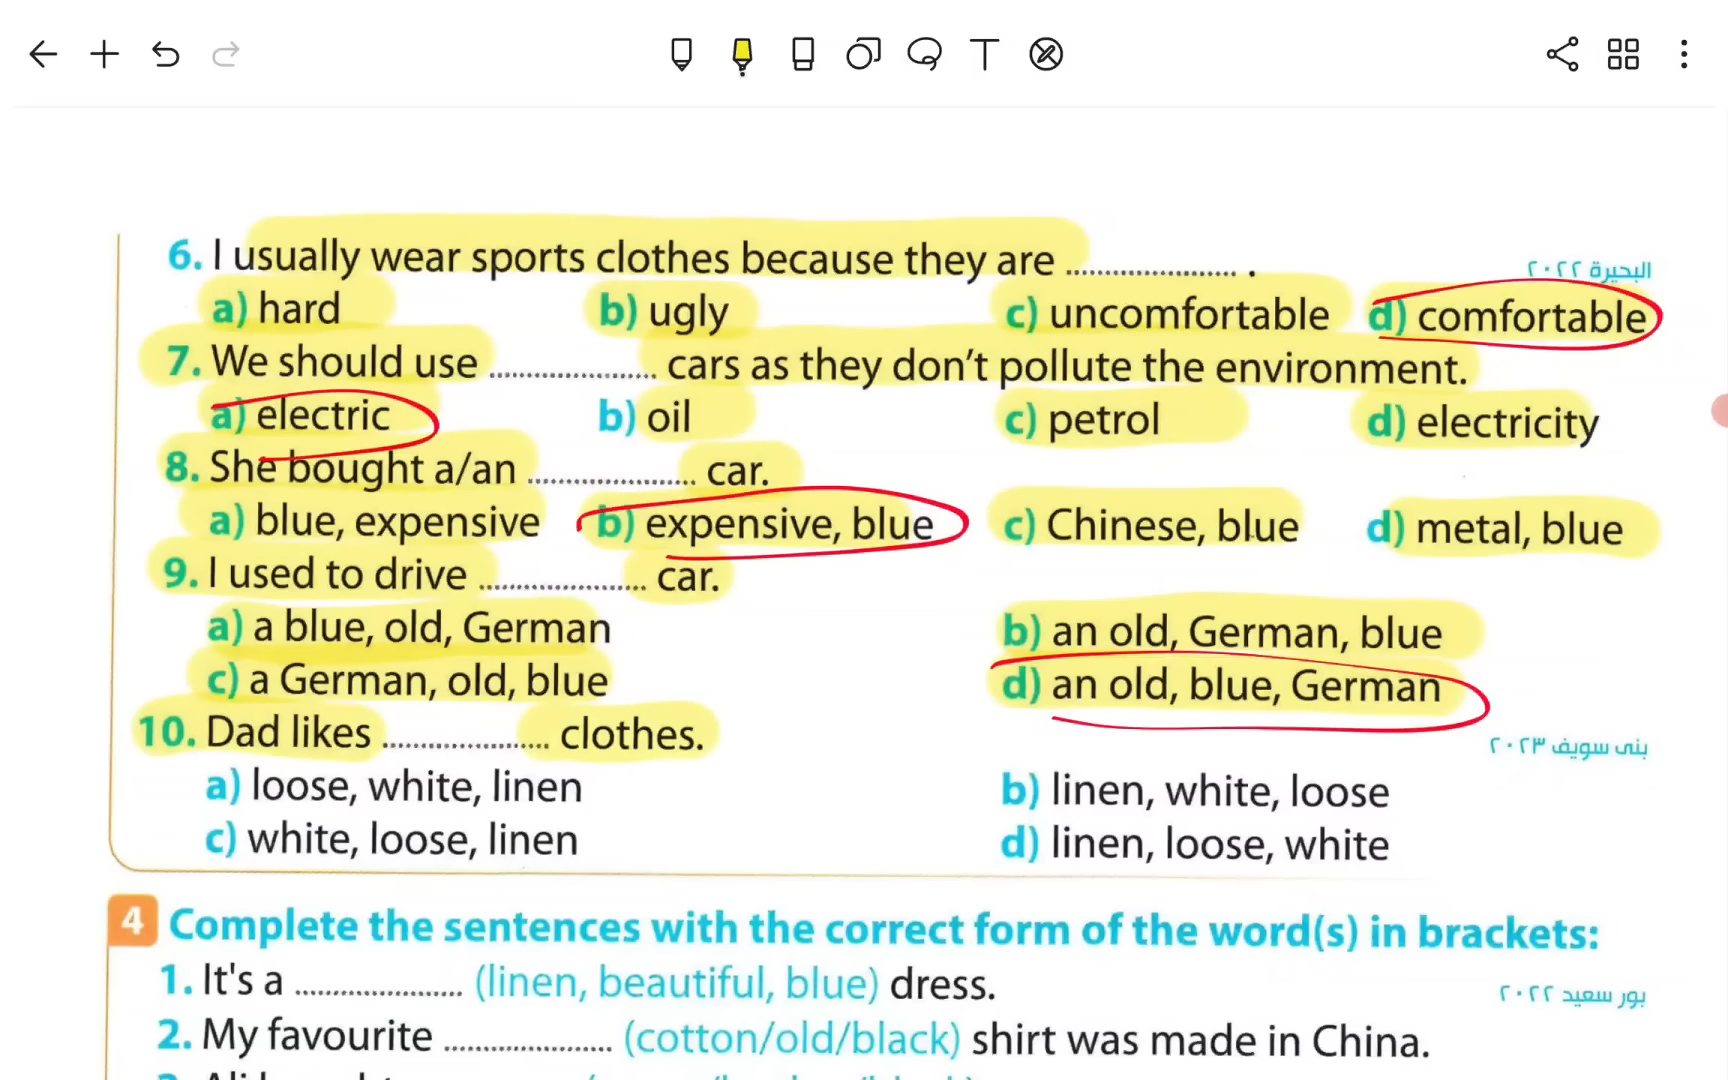 6. I usually wear sports clothes because they are .................... . البحيرة ٢٠٢٢
a) hard b) ugly c) uncomfortable d) comfortable
7. We should use .................... cars as they don't pollute the environment.
a) electric b) oil c) petrol d) electricity
8. She bought a/an .................... car.
a) blue, expensive b) expensive, blue c) Chinese, blue d) metal, blue
9. I used to drive .................... car.
a) a blue, old, German b) an old, German, blue
c) a German, old, blue d) an old, blue, German
10. Dad likes .................... clothes. بنى سويف ٢٠٢٣
a) loose, white, linen b) linen, white, loose
c) white, loose, linen d) linen, loose, white
4 Complete the sentences with the correct form of the word(s) in brackets:
1. It's a .................... (linen, beautiful, blue) dress. بور سعيد ٢٠٢٢
2. My favourite .................... (cotton/old/black) shirt was made in China.